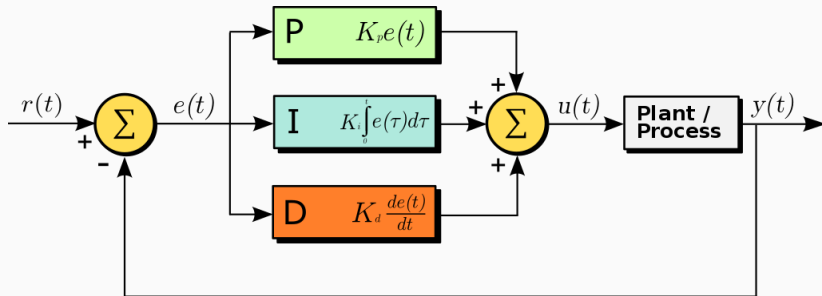 P K_p e(t)
r(t) e(t) + u(t) y(t)
Σ I K_i ∫_0^t e(τ)dτ + Σ Plant /
Process
+
- +
D K_d de(t)/dt